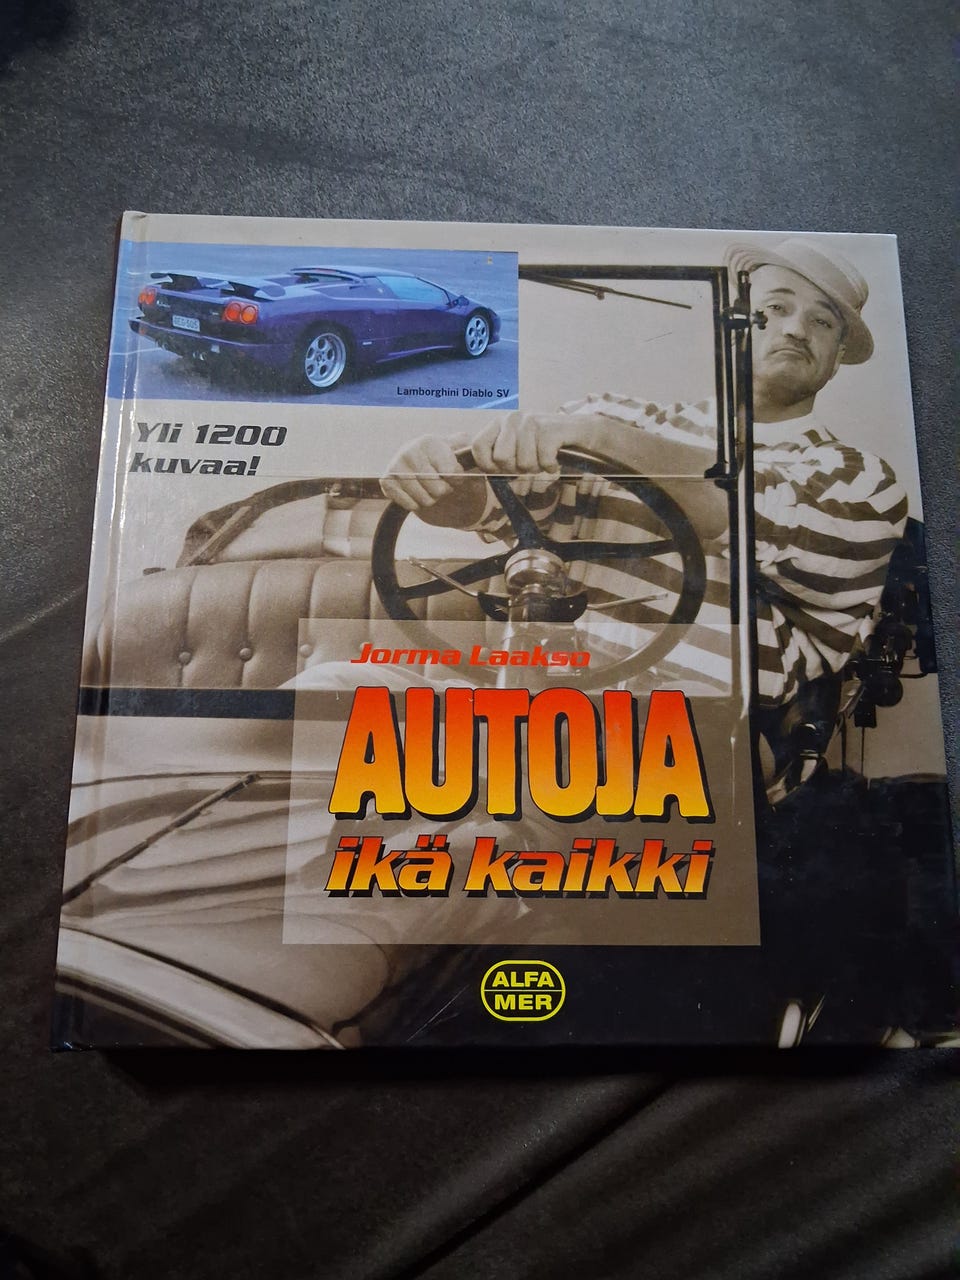 Lamborghini Diablo SV
Yli 1200
kuvaa!
Jorma Laakso
AUTOJA
ikä kaikki
ALFA
MER